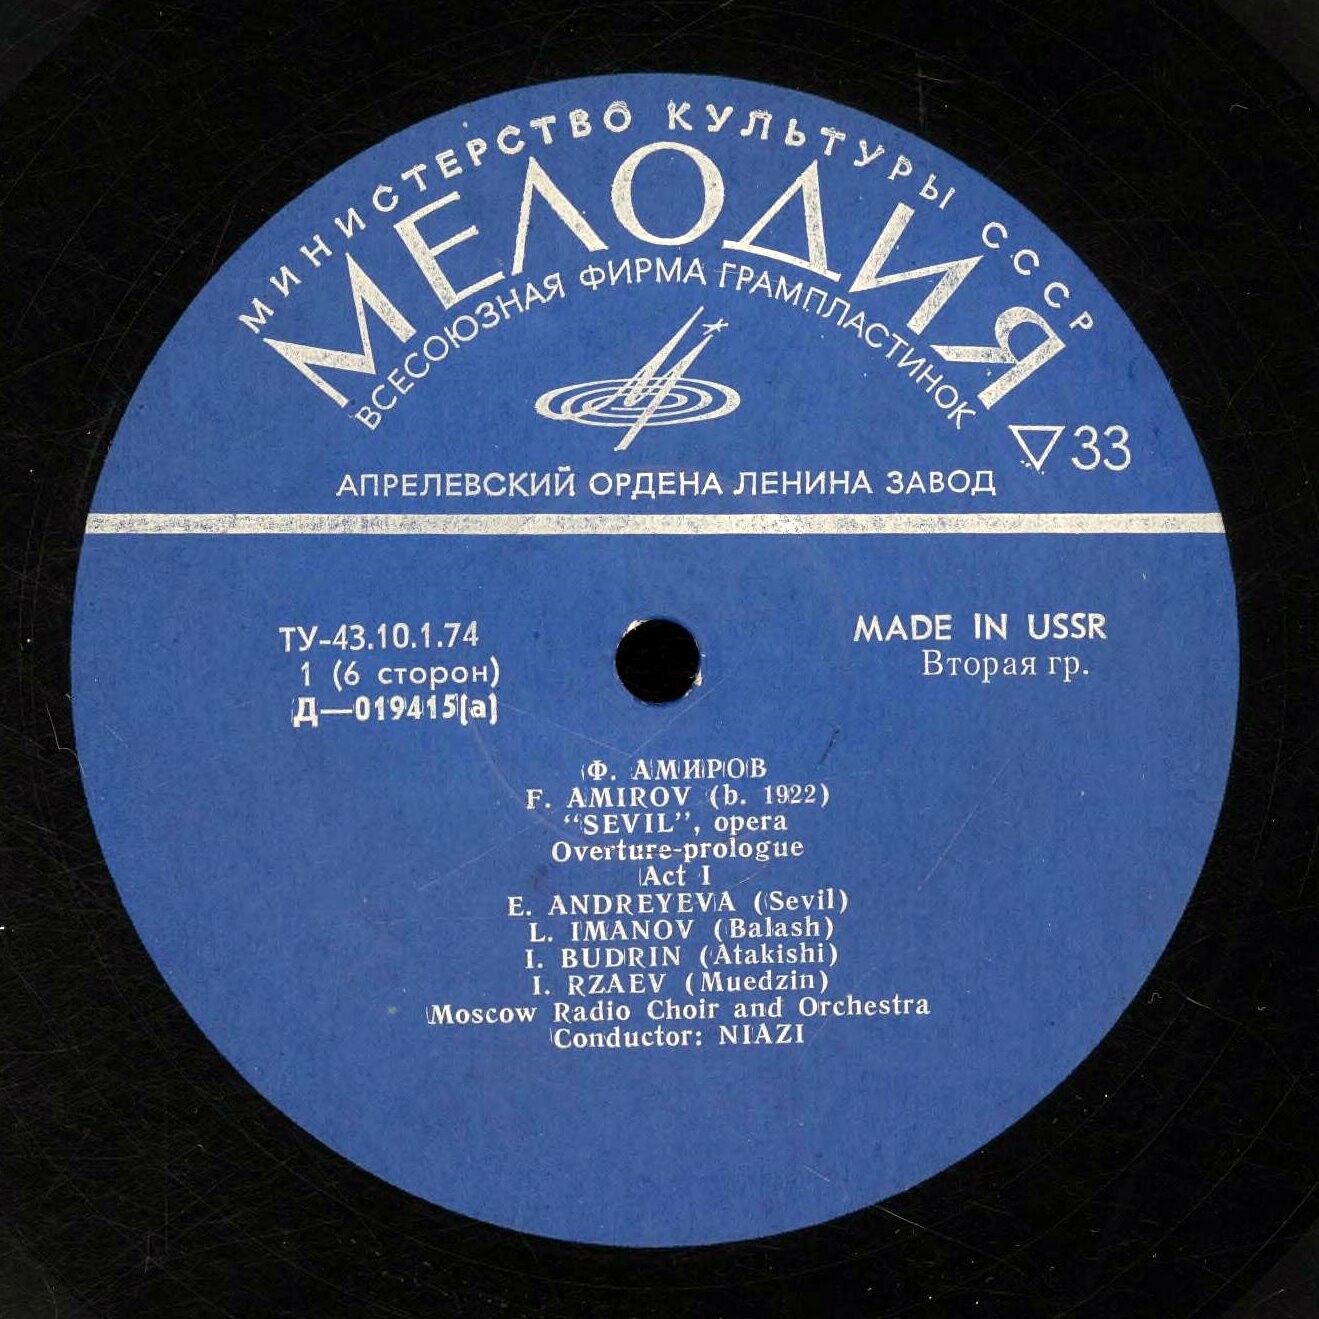 МИНИСТЕРСТВО КУЛЬТУРЫ СССР
МЕЛОДИЯ
ВСЕСОЮЗНАЯ ФИРМА ГРАМПЛАСТИНОК
33
АПРЕЛЕВСКИЙ ОРДЕНА ЛЕНИНА ЗАВОД
ТУ-43.10.1.74
1 (6 сторон)
Д—019415(а)
MADE IN USSR
Вторая гр.
Ф. АМИРОВ
F. AMIROV (b. 1922)
“SEVIL”, opera
Overture-prologue
Act I
E. ANDREYEVA (Sevil)
L. IMANOV (Balash)
I. BUDRIN (Atakishi)
I. RZAEV (Muedzin)
Moscow Radio Choir and Orchestra
Conductor: NIAZI